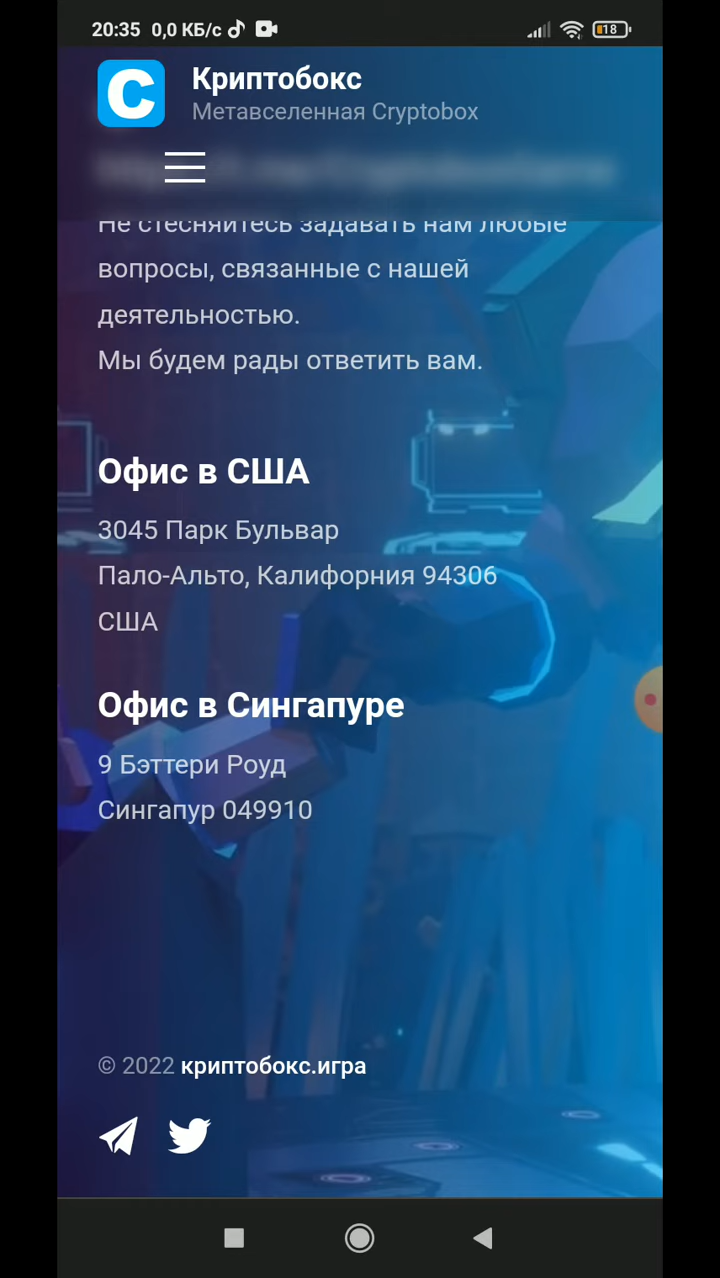 20:35 0,0 КБ/с
18
C
Криптобокс
Метавселенная Cryptobox
Не стесняйтесь задавать нам любые
вопросы, связанные с нашей
деятельностью.
Мы будем рады ответить вам.
Офис в США
3045 Парк Бульвар
Пало-Альто, Калифорния 94306
США
Офис в Сингапуре
9 Бэттери Роуд
Сингапур 049910
© 2022 криптобокс.игра